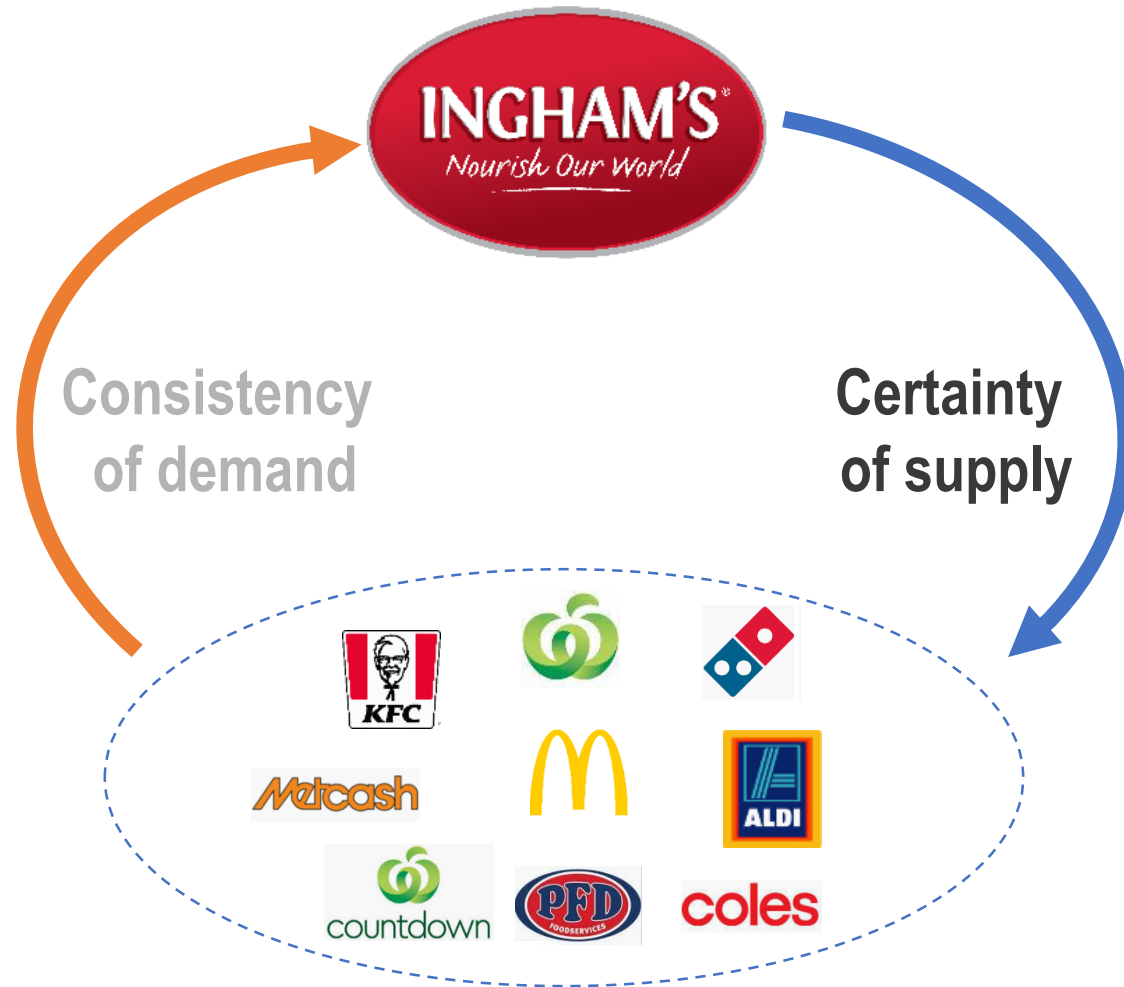 INGHAM'S®
Nourish Our World
Consistency
of demand
Certainty
of supply
KFC
Metcash
ALDI
countdown
PFD
FOODSERVICES
coles